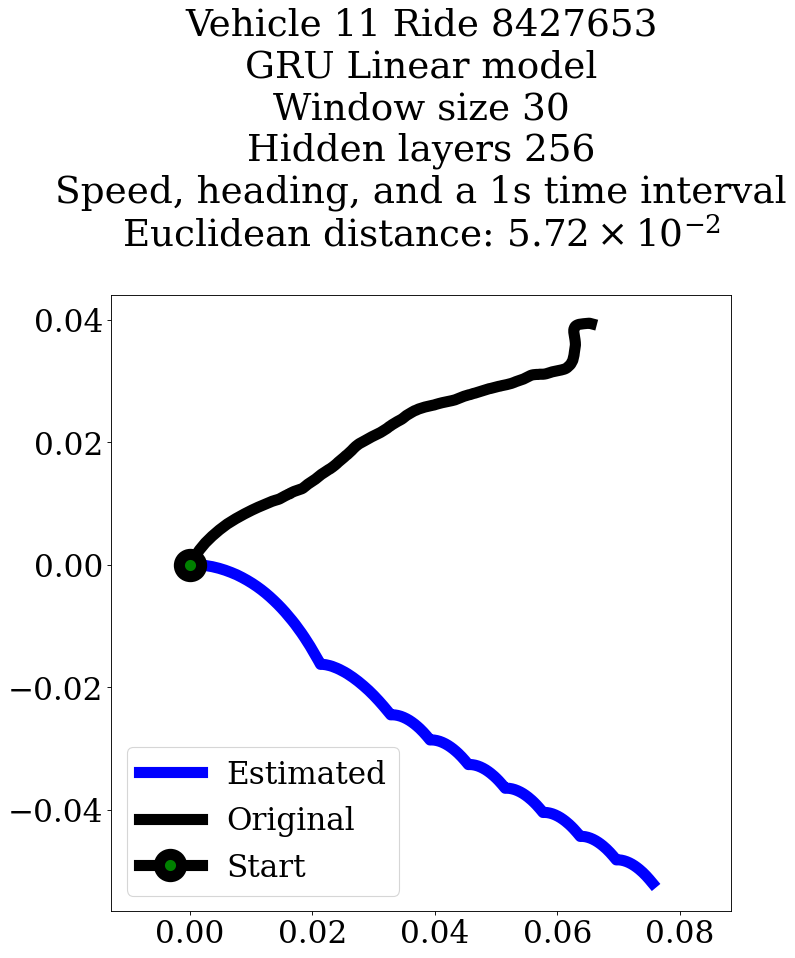 Vehicle 11 Ride 8427653
GRU Linear model
Window size 30
Hidden layers 256
Speed, heading, and a 1s time interval
Euclidean distance: 5.72 × 10⁻²
0.04
0.02
0.00
−0.02
−0.04
Estimated
Original
Start
0.00 0.02 0.04 0.06 0.08